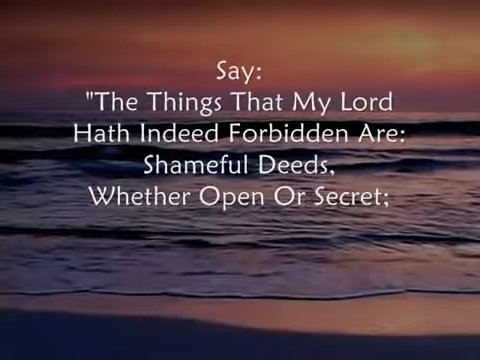 Say:
"The Things That My Lord
Hath Indeed Forbidden Are:
Shameful Deeds,
Whether Open Or Secret;